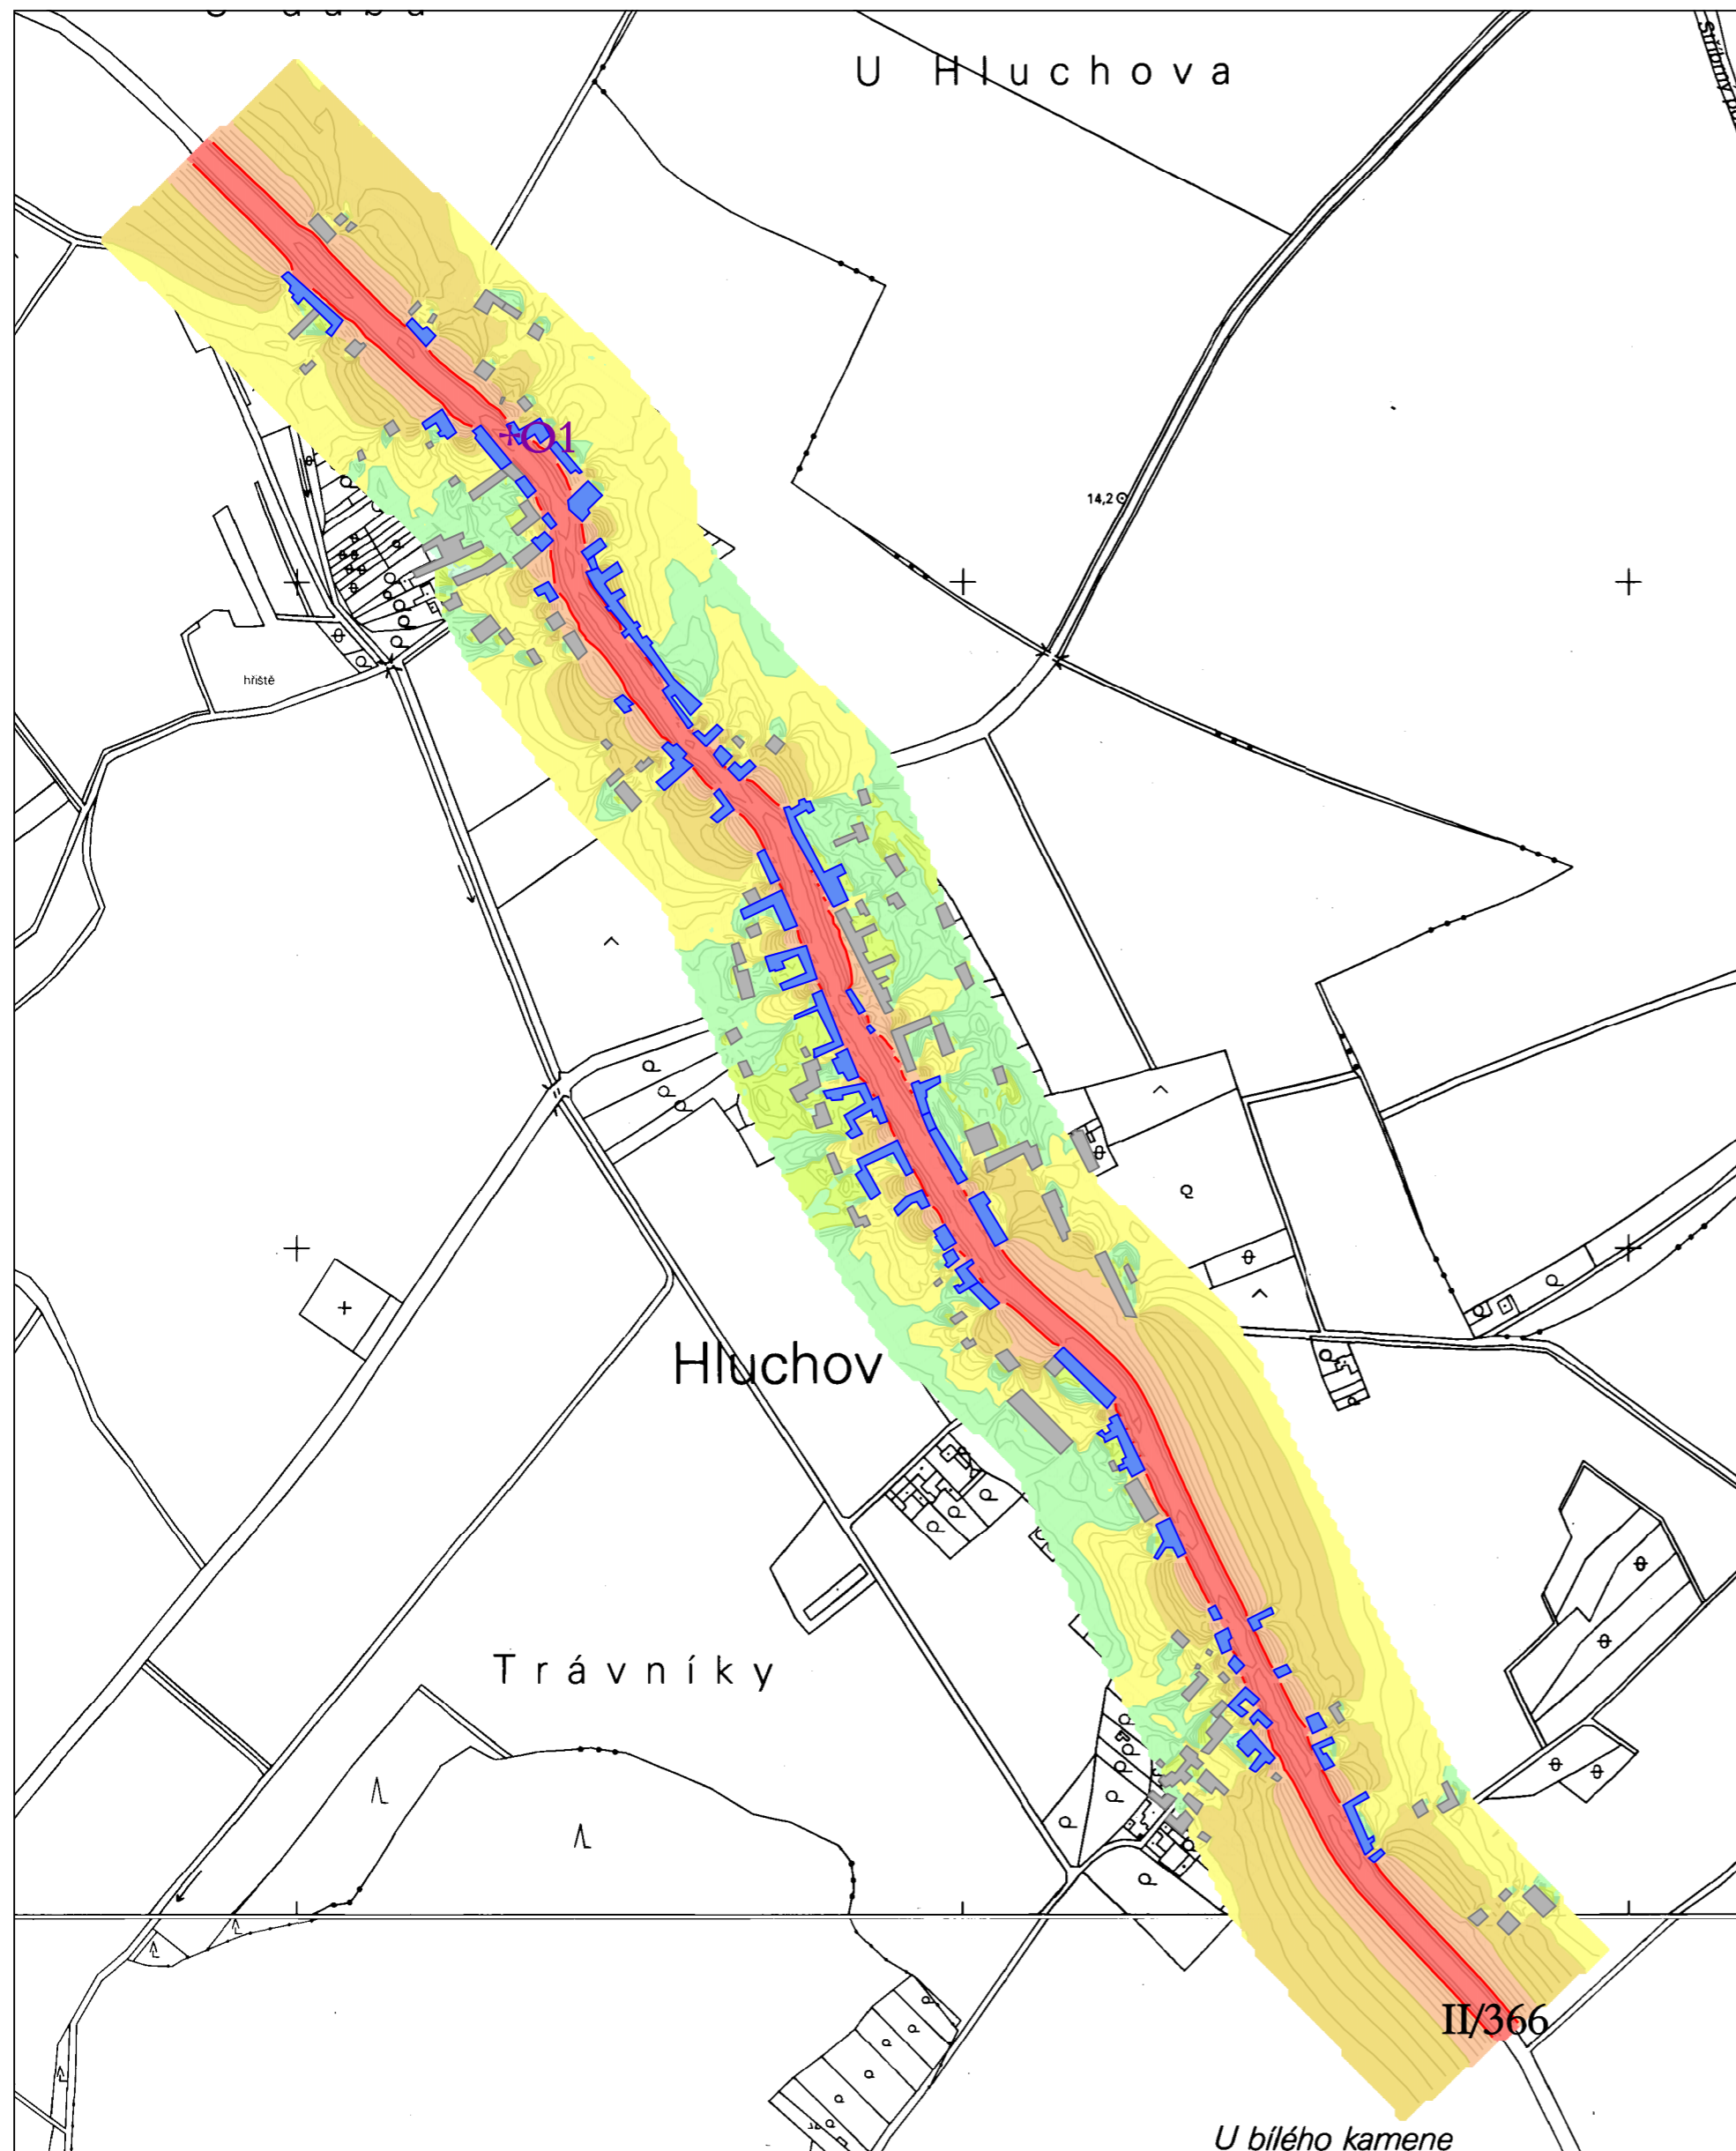 U Hluchova
14,2
O1
hřiště
Hluchov
Trávníky
II/366
U bílého kamene